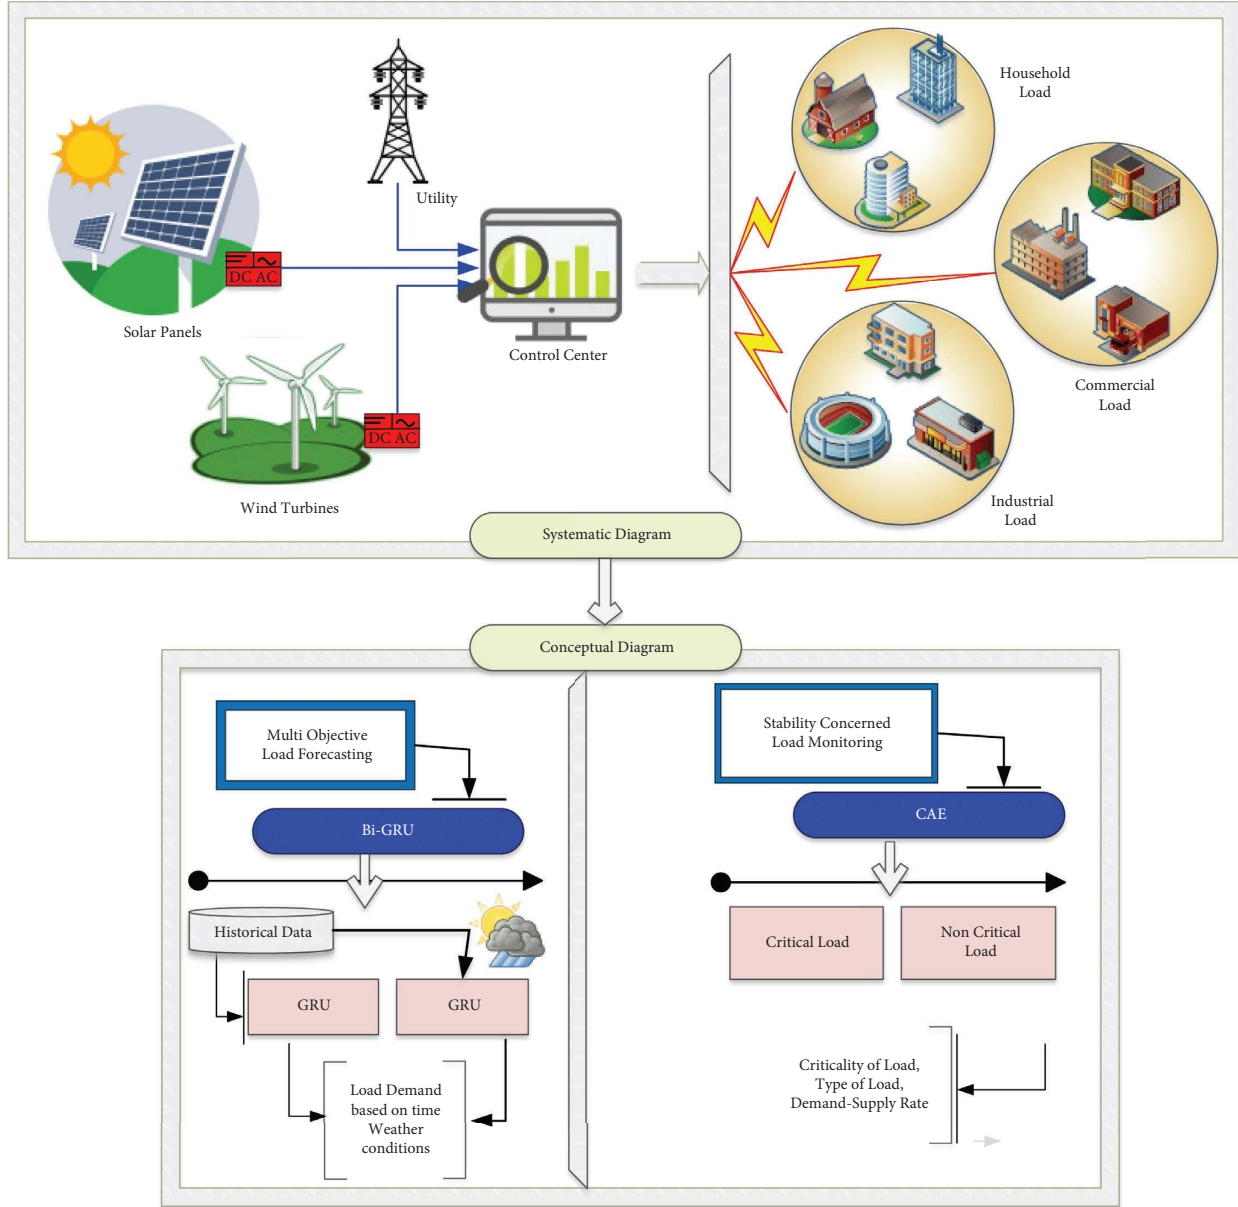 Household
Load
Utility
DC AC
Solar Panels
Control Center
Commercial
Load
DC AC
Wind Turbines
Industrial
Load
Systematic Diagram
Conceptual Diagram
Multi Objective
Load Forecasting
Stability Concerned
Load Monitoring
Bi-GRU
CAE
Historical Data
Critical Load
Non Critical
Load
GRU
GRU
Load Demand
based on time
Weather
conditions
Criticality of Load,
Type of Load,
Demand-Supply Rate